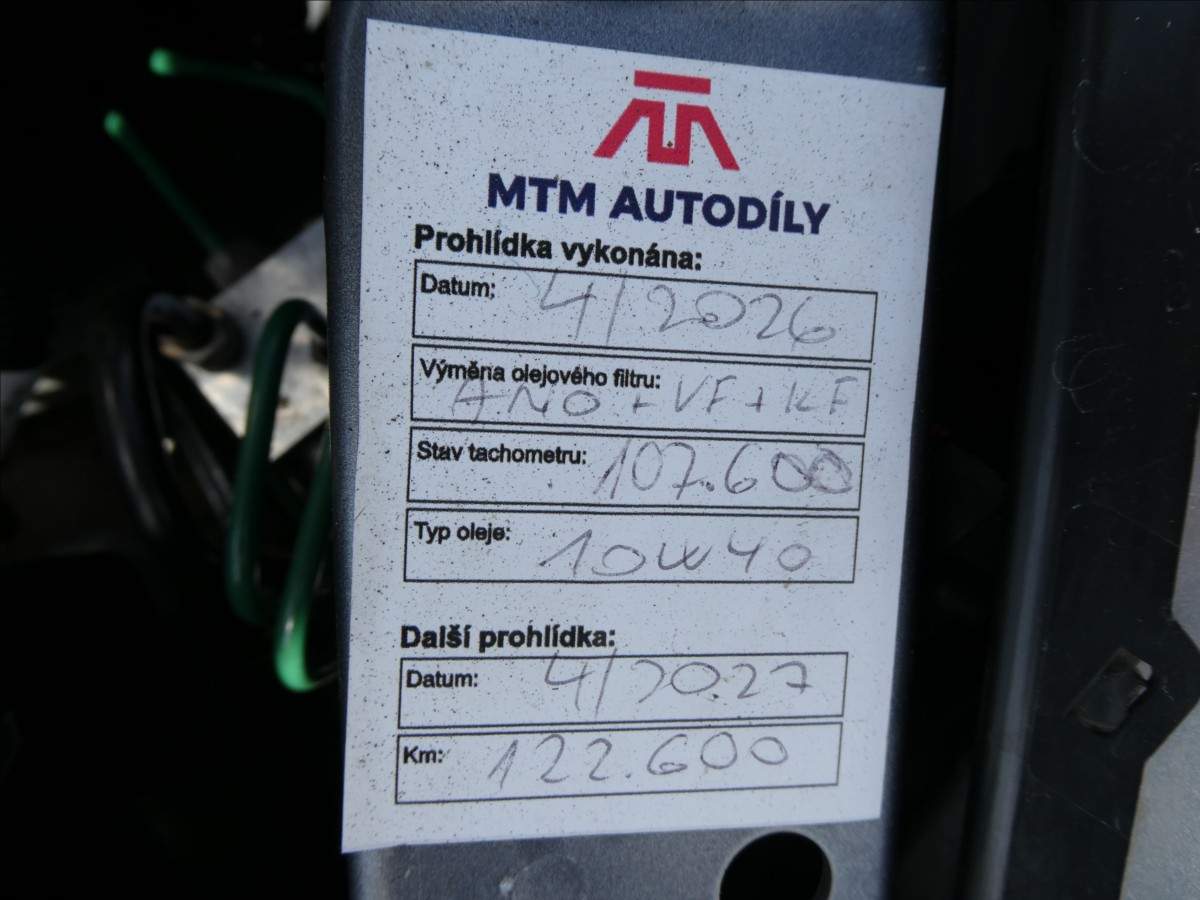 MTM AUTODÍLY
Prohlídka vykonána:
Datum: 4/2026
Výměna olejového filtru: ANO + VF + KF
Stav tachometru: 107.600
Typ oleje: 10W40
Další prohlídka:
Datum: 4/2027
Km: 122.600